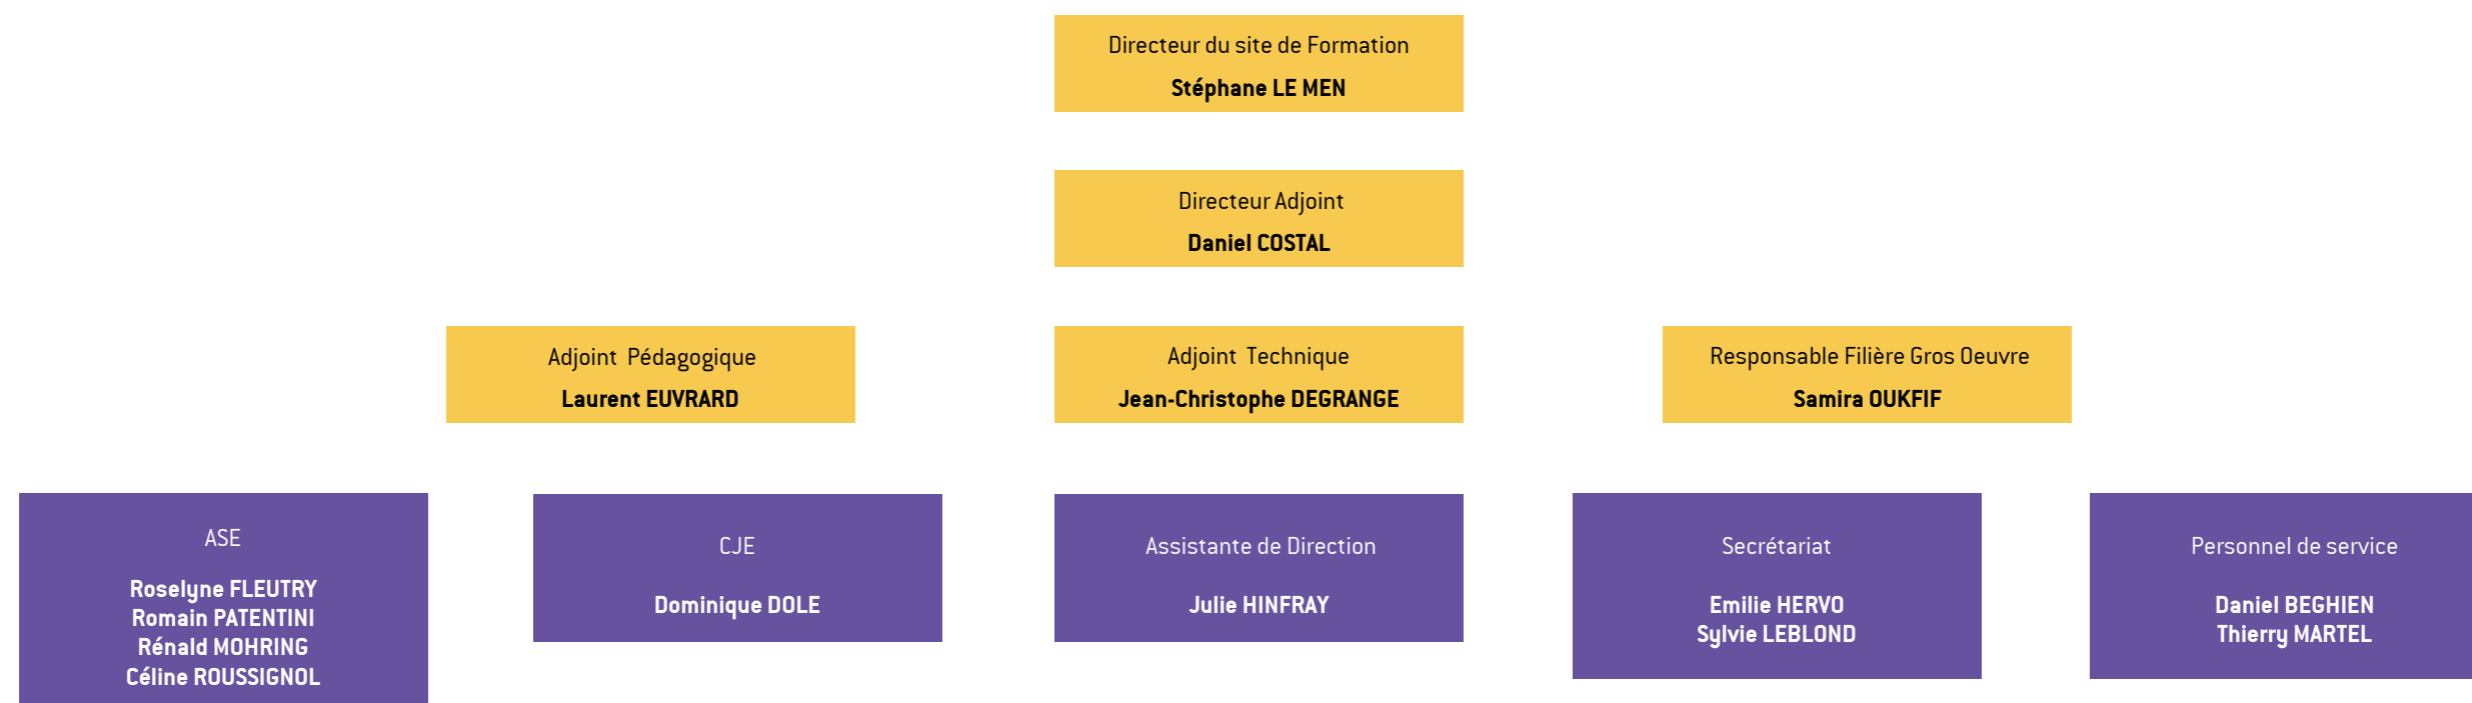 Directeur du site de Formation
Stéphane LE MEN
Directeur Adjoint
Daniel COSTAL
Adjoint  Pédagogique
Laurent EUVRARD
Adjoint  Technique
Jean-Christophe DEGRANGE
Responsable Filière Gros Oeuvre
Samira OUKFIF
ASE
Roselyne FLEUTRY
Romain PATENTINI
Rénald MOHRING
Céline ROUSSIGNOL
CJE
Dominique DOLE
Assistante de Direction
Julie HINFRAY
Secrétariat
Emilie HERVO
Sylvie LEBLOND
Personnel de service
Daniel BEGHIEN
Thierry MARTEL